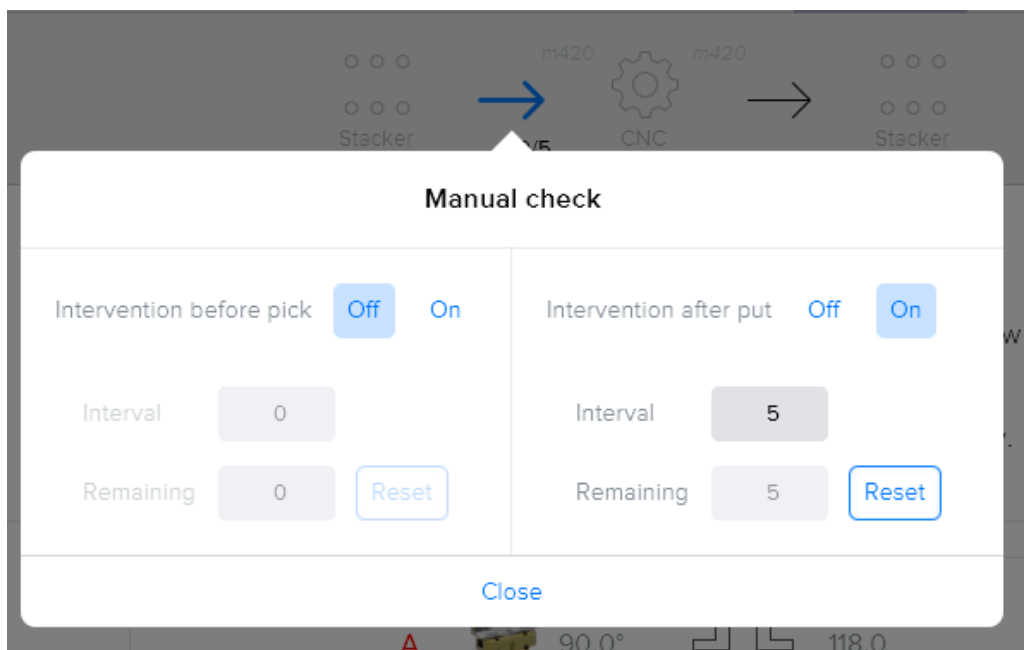 m420 m420
Stacker CNC Stacker
/5
Manual check
Intervention before pick Off On
Intervention after put Off On
Interval 0
Interval 5
Remaining 0 Reset
Remaining 5 Reset
Close
A 90.0° 118.0